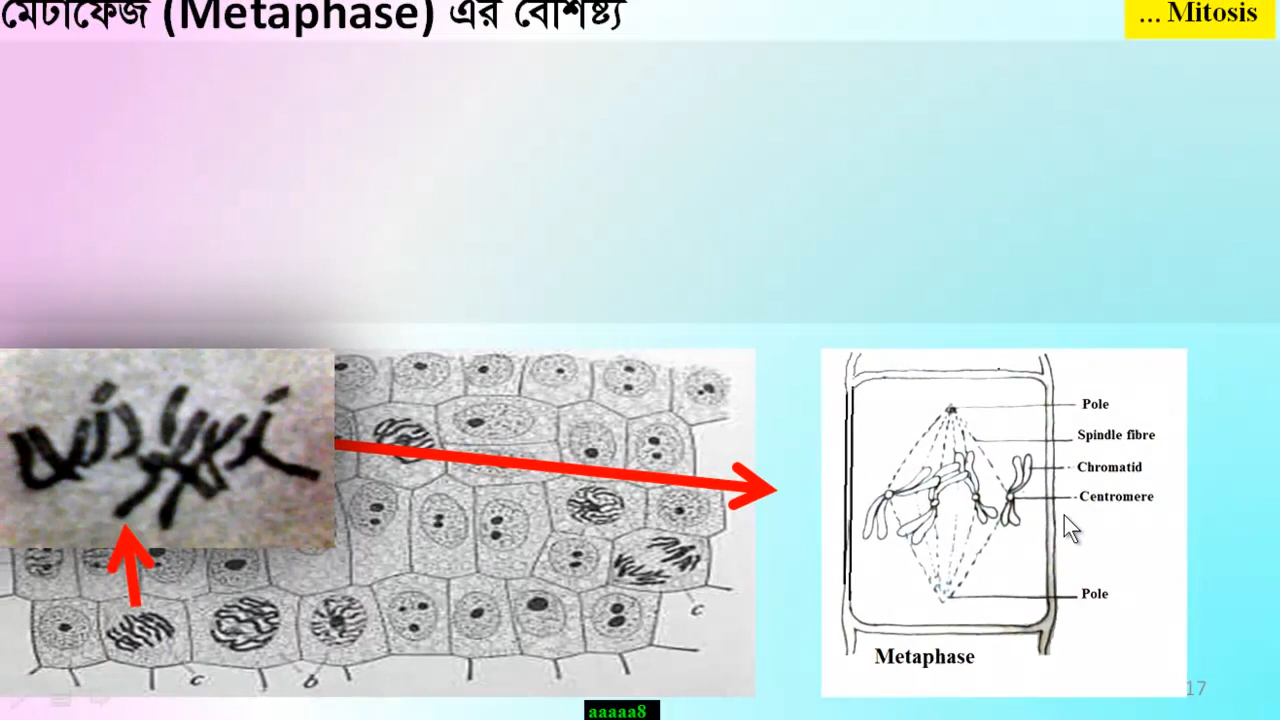 মেটাফেজ (Metaphase) এর বৈশিষ্ট্য
... Mitosis
Pole
Spindle fibre
Chromatid
Centromere
Pole
Metaphase
c
c
b
17
aaaaa8